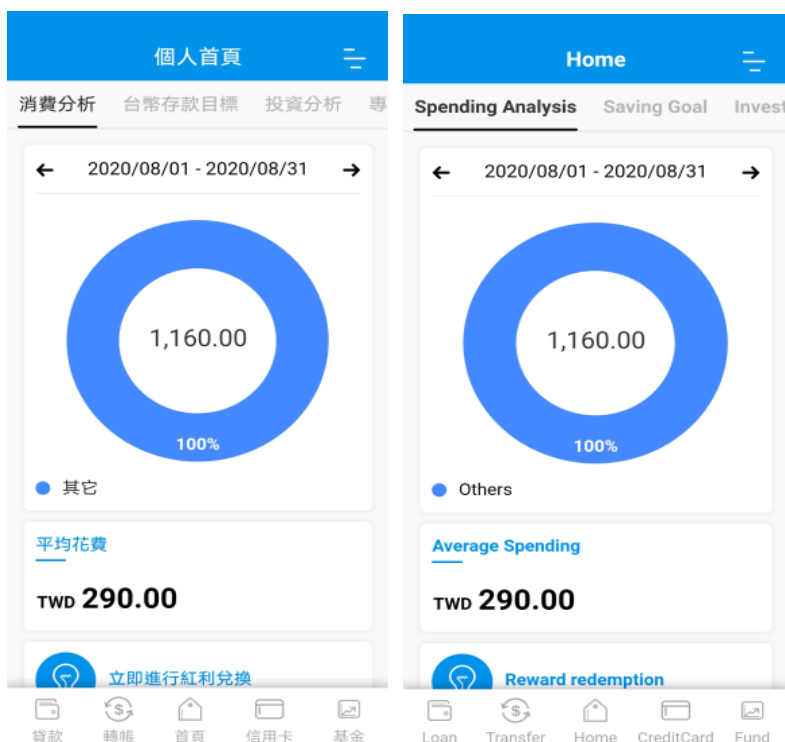 個人首頁
消費分析 台幣存款目標 投資分析 專
2020/08/01 - 2020/08/31
1,160.00
100%
其它
平均花費
TWD 290.00
立即進行紅利兌換
貸款 轉帳 首頁 信用卡 基金
Home
Spending Analysis Saving Goal Invest
2020/08/01 - 2020/08/31
1,160.00
100%
Others
Average Spending
TWD 290.00
Reward redemption
Loan Transfer Home CreditCard Fund